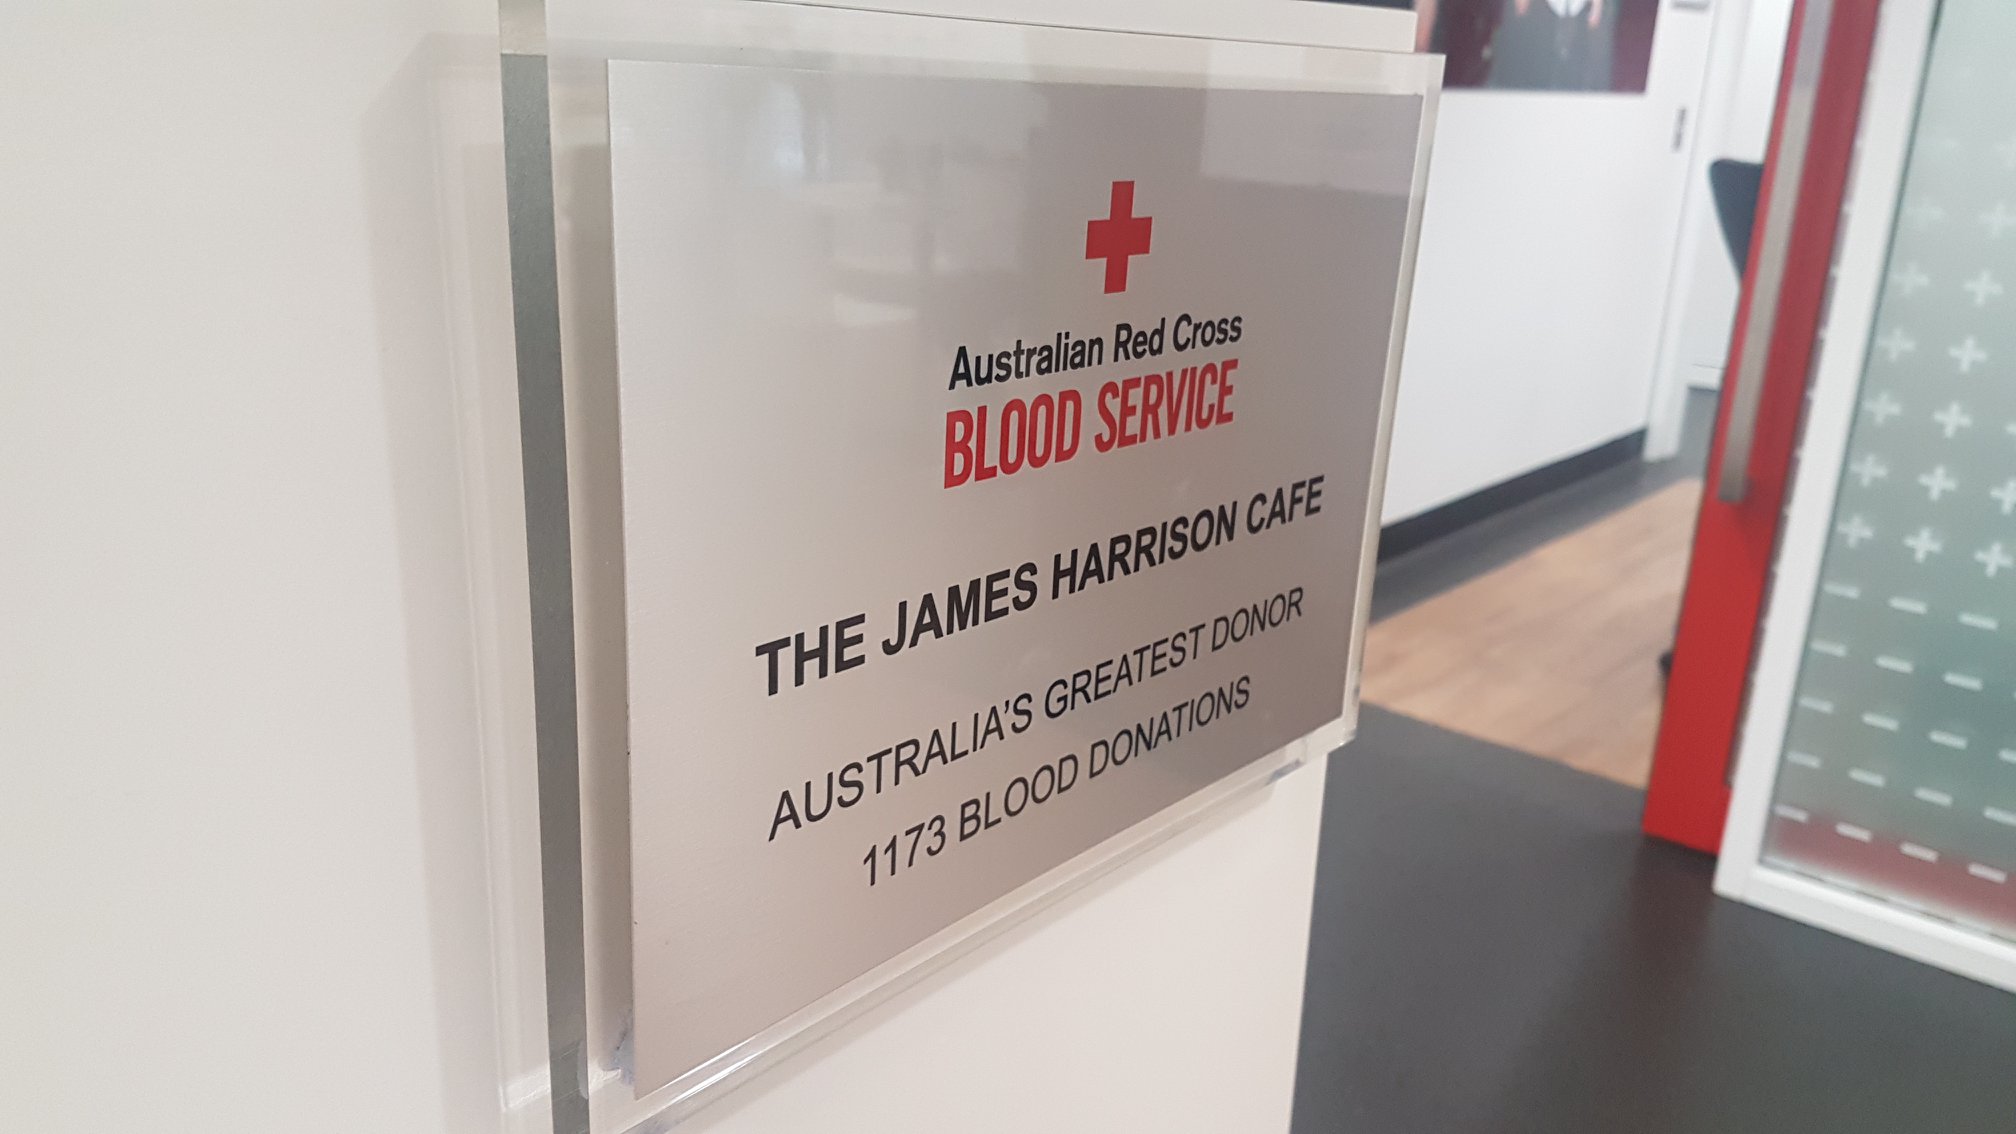 Australian Red Cross
BLOOD SERVICE
THE JAMES HARRISON CAFE
AUSTRALIA'S GREATEST DONOR
1173 BLOOD DONATIONS